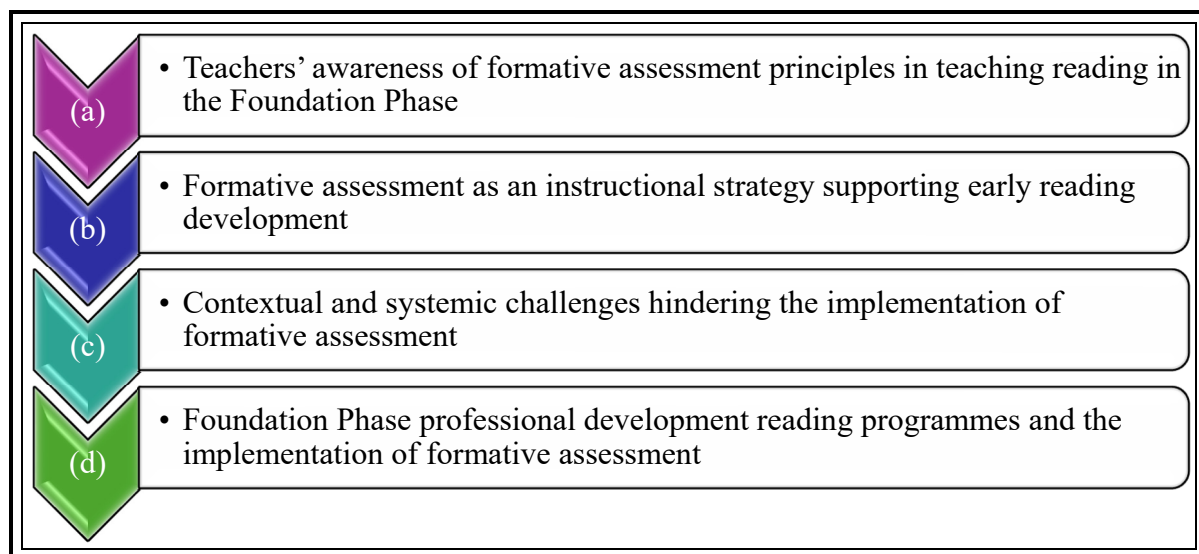 (a)
• Teachers’ awareness of formative assessment principles in teaching reading in
the Foundation Phase
(b)
• Formative assessment as an instructional strategy supporting early reading
development
(c)
• Contextual and systemic challenges hindering the implementation of
formative assessment
(d)
• Foundation Phase professional development reading programmes and the
implementation of formative assessment